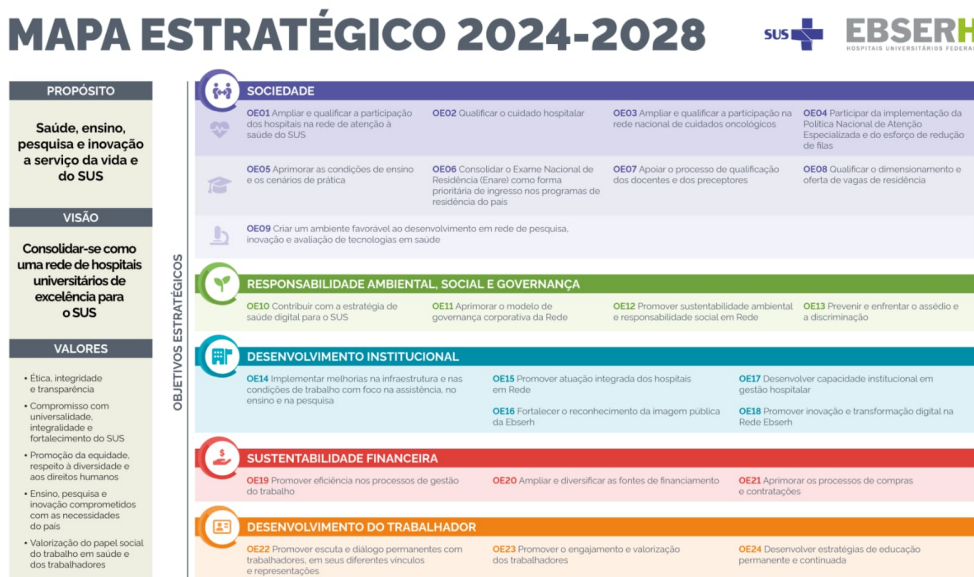 MAPA ESTRATÉGICO 2024-2028
SUS
EBSERH
HOSPITAIS UNIVERSITÁRIOS FEDERAI
PROPÓSITO
Saúde, ensino,
pesquisa e inovação
a serviço da vida e
do SUS
VISÃO
Consolidar-se como
uma rede de hospitais
universitários de
excelência para
o SUS
VALORES
• Ética, integridade
e transparência
• Compromisso com
universalidade,
integralidade e
fortalecimento do SUS
• Promoção da equidade,
respeito à diversidade e
aos direitos humanos
• Ensino, pesquisa e
inovação comprometidos
com as necessidades
do país
• Valorização do papel social
do trabalho em saúde e
dos trabalhadores
OBJETIVOS ESTRATÉGICOS
SOCIEDADE
OE01 Ampliar e qualificar a participação
dos hospitais na rede de atenção à
saúde do SUS
OE02 Qualificar o cuidado hospitalar
OE03 Ampliar e qualificar a participação na
rede nacional de cuidados oncológicos
OE04 Participar da implementação da
Política Nacional de Atenção
Especializada e do esforço de redução
de filas
OE05 Aprimorar as condições de ensino
e os cenários de prática
OE06 Consolidar o Exame Nacional de
Residência (Enare) como forma
prioritária de ingresso nos programas de
residência do país
OE07 Apoiar o processo de qualificação
dos docentes e dos preceptores
OE08 Qualificar o dimensionamento e
oferta de vagas de residência
OE09 Criar um ambiente favorável ao desenvolvimento em rede de pesquisa,
inovação e avaliação de tecnologias em saúde
RESPONSABILIDADE AMBIENTAL, SOCIAL E GOVERNANÇA
OE10 Contribuir com a estratégia de
saúde digital para o SUS
OE11 Aprimorar o modelo de
governança corporativa da Rede
OE12 Promover sustentabilidade ambiental
e responsabilidade social em Rede
OE13 Prevenir e enfrentar o assédio e
a discriminação
DESENVOLVIMENTO INSTITUCIONAL
OE14 Implementar melhorias na infraestrutura e nas
condições de trabalho com foco na assistência, no
ensino e na pesquisa
OE15 Promover atuação integrada dos hospitais
em Rede
OE16 Fortalecer o reconhecimento da imagem pública
da Ebserh
OE17 Desenvolver capacidade institucional em
gestão hospitalar
OE18 Promover inovação e transformação digital na
Rede Ebserh
SUSTENTABILIDADE FINANCEIRA
OE19 Promover eficiência nos processos de gestão
do trabalho
OE20 Ampliar e diversificar as fontes de financiamento
OE21 Aprimorar os processos de compras
e contratações
DESENVOLVIMENTO DO TRABALHADOR
OE22 Promover escuta e diálogo permanentes com
trabalhadores, em seus diferentes vínculos
e representações
OE23 Promover o engajamento e valorização
dos trabalhadores
OE24 Desenvolver estratégias de educação
permanente e continuada